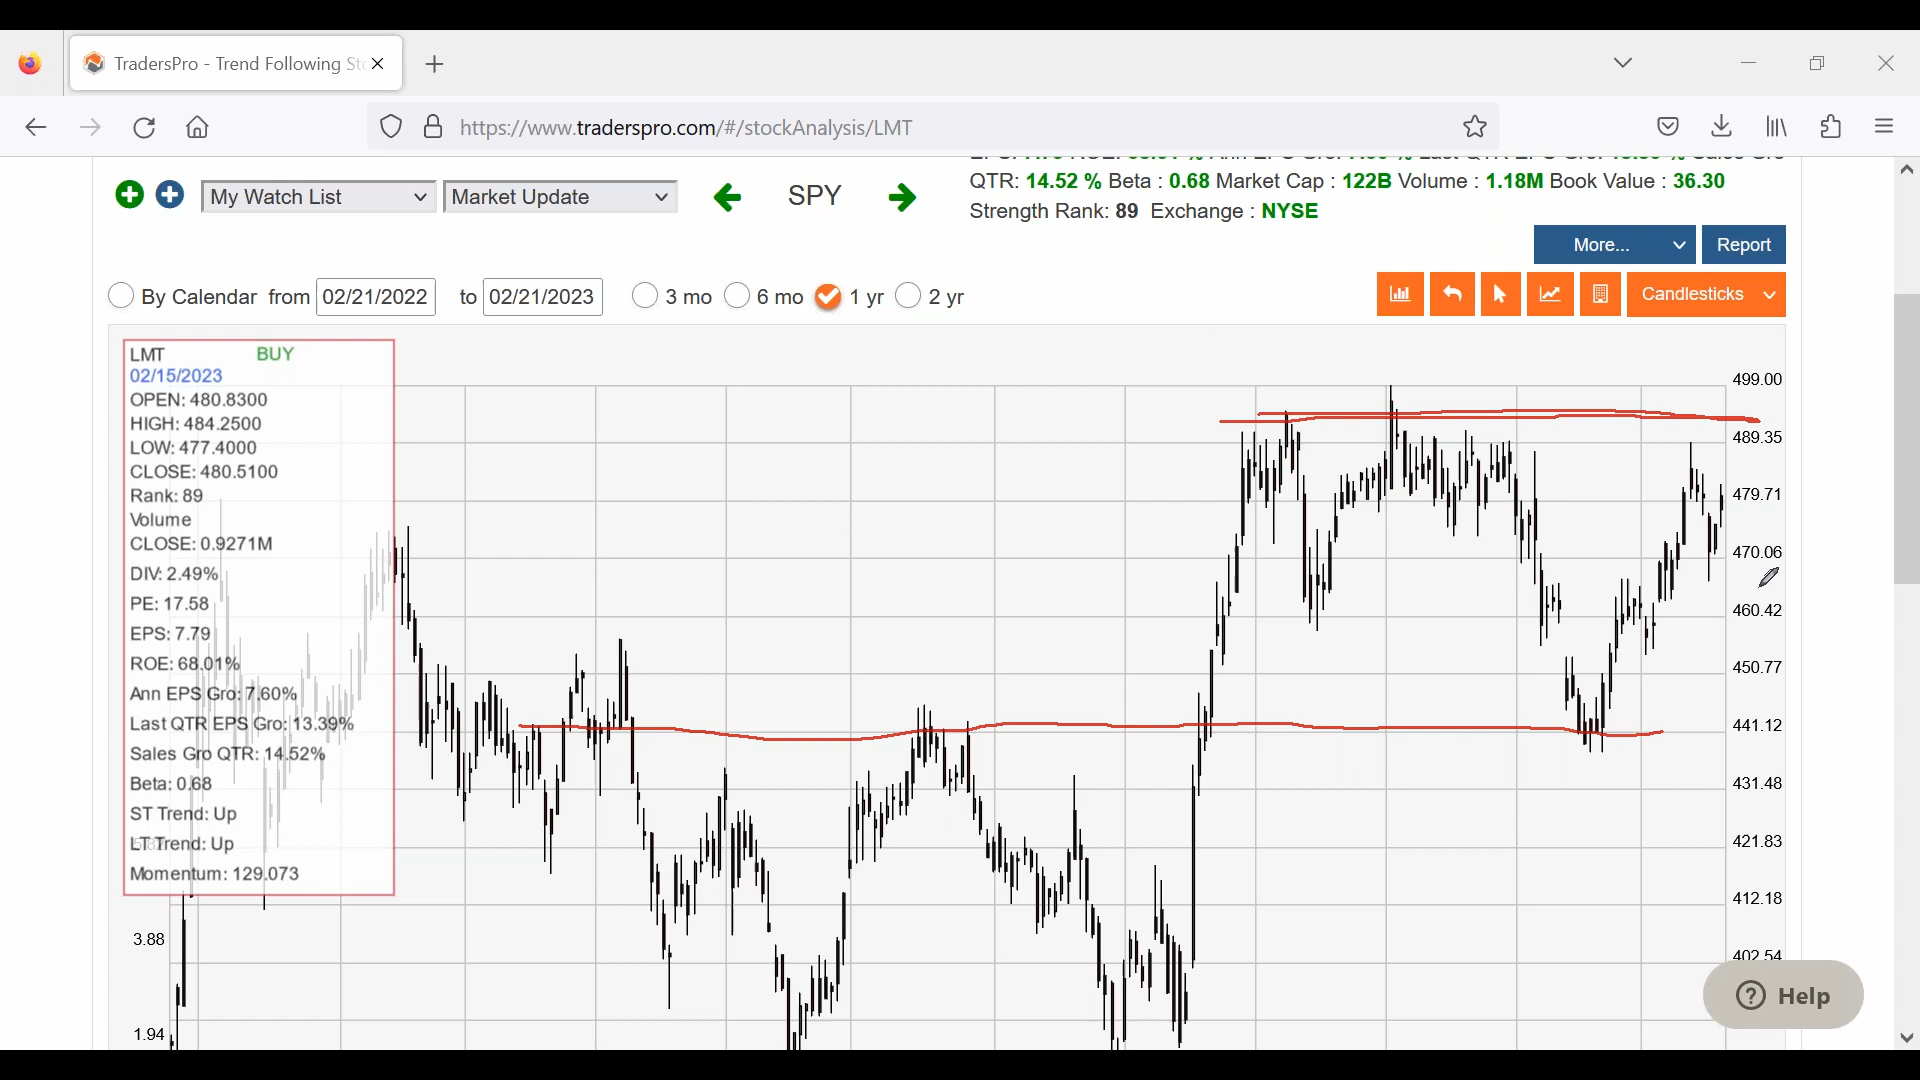 TradersPro - Trend Following Sto
https://www.traderspro.com/#/stockAnalysis/LMT
My Watch List Market Update SPY
QTR: 14.52 % Beta : 0.68 Market Cap : 122B Volume : 1.18M Book Value : 36.30
Strength Rank: 89 Exchange : NYSE
More... Report
By Calendar from 02/21/2022 to 02/21/2023 3 mo 6 mo 1 yr 2 yr Candlesticks
LMT BUY
02/15/2023
OPEN: 480.8300
HIGH: 484.2500
LOW: 477.4000
CLOSE: 480.5100
Rank: 89
Volume
CLOSE: 0.9271M
DIV: 2.49%
PE: 17.58
EPS: 7.79
ROE: 68.01%
Ann EPS Gro: 7.60%
Last QTR EPS Gro: 13.39%
Sales Gro QTR: 14.52%
Beta: 0.68
ST Trend: Up
LT Trend: Up
Momentum: 129.073
3.88
1.94
499.00
489.35
479.71
470.06
460.42
450.77
441.12
431.48
421.83
412.18
402.54
Help